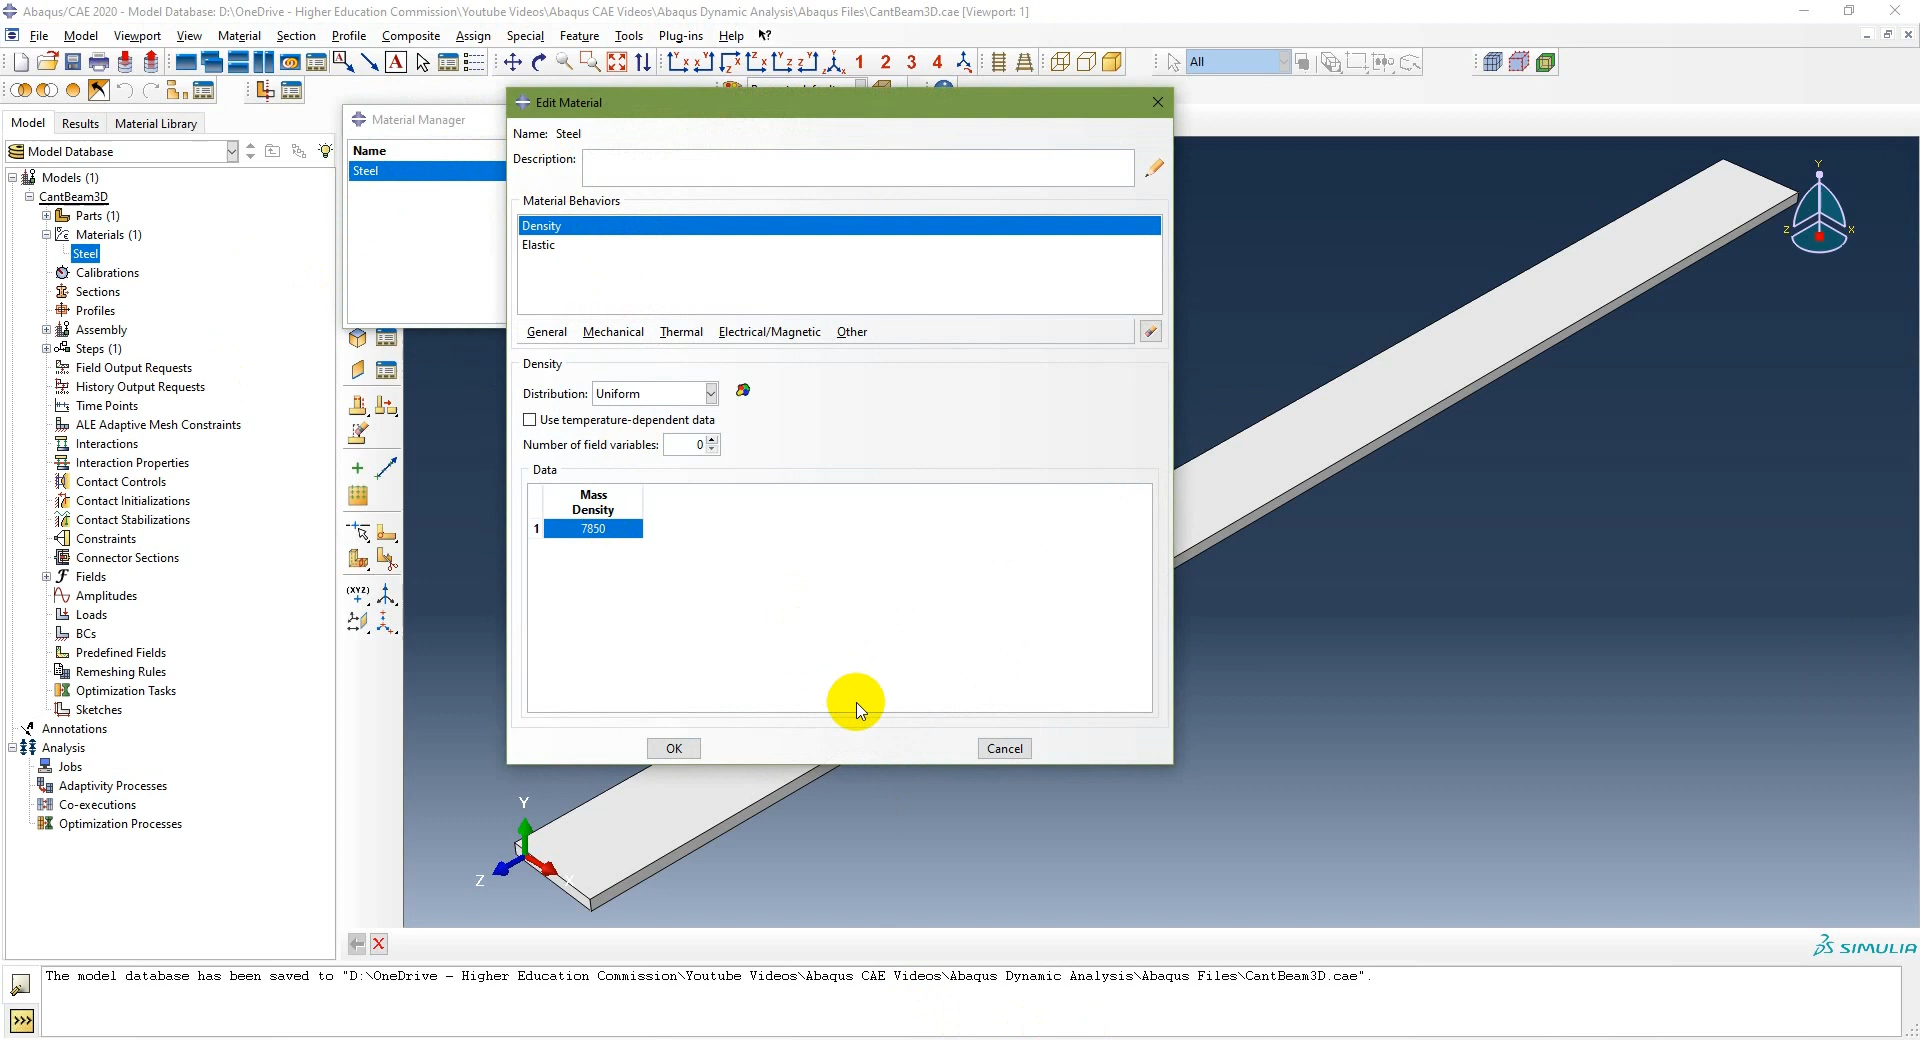 Abaqus/CAE 2020 - Model Database: D:\OneDrive - Higher Education Commission\Youtube Videos\Abaqus CAE Videos\Abaqus Dynamic Analysis\Abaqus Files\CantBeam3D.cae [Viewport: 1]
File Model Viewport View Material Section Profile Composite Assign Special Feature Tools Plug-ins Help
1 2 3 4 All
Model Results Material Library
Model Database
Models (1)
CantBeam3D
Parts (1)
Materials (1)
Steel
Calibrations
Sections
Profiles
Assembly
Steps (1)
Field Output Requests
History Output Requests
Time Points
ALE Adaptive Mesh Constraints
Interactions
Interaction Properties
Contact Controls
Contact Initializations
Contact Stabilizations
Constraints
Connector Sections
Fields
Amplitudes
Loads
BCs
Predefined Fields
Remeshing Rules
Optimization Tasks
Sketches
Annotations
Analysis
Jobs
Adaptivity Processes
Co-executions
Optimization Processes
Material Manager
Name
Steel
(XYZ)
Edit Material
Name: Steel
Description:
Material Behaviors
Density
Elastic
General Mechanical Thermal Electrical/Magnetic Other
Density
Distribution: Uniform
Use temperature-dependent data
Number of field variables: 0
Data
Mass
Density
1 7850
OK Cancel
Y
Z X
Y
Z X
SIMULIA
The model database has been saved to "D:\OneDrive - Higher Education Commission\Youtube Videos\Abaqus CAE Videos\Abaqus Dynamic Analysis\Abaqus Files\CantBeam3D.cae".
>>>